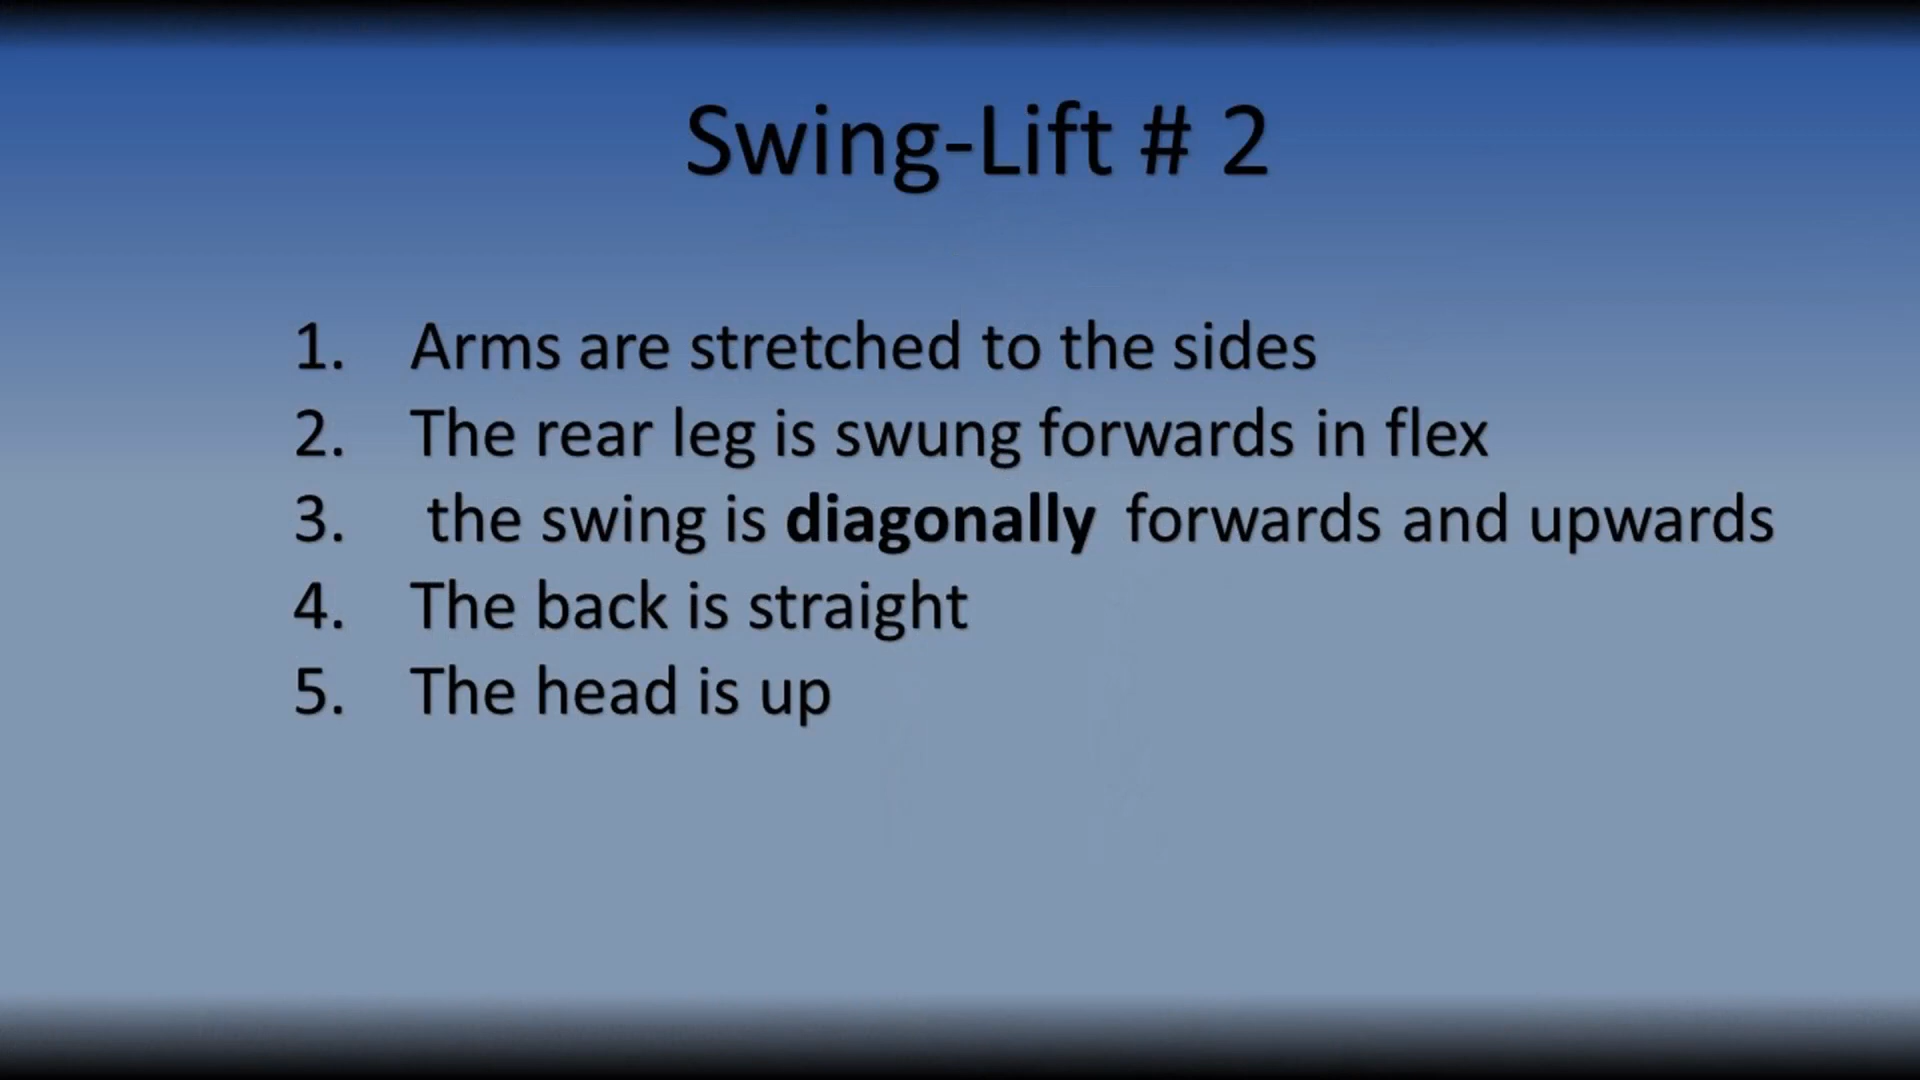 Swing-Lift # 2
1. Arms are stretched to the sides
2. The rear leg is swung forwards in flex
3. the swing is diagonally forwards and upwards
4. The back is straight
5. The head is up